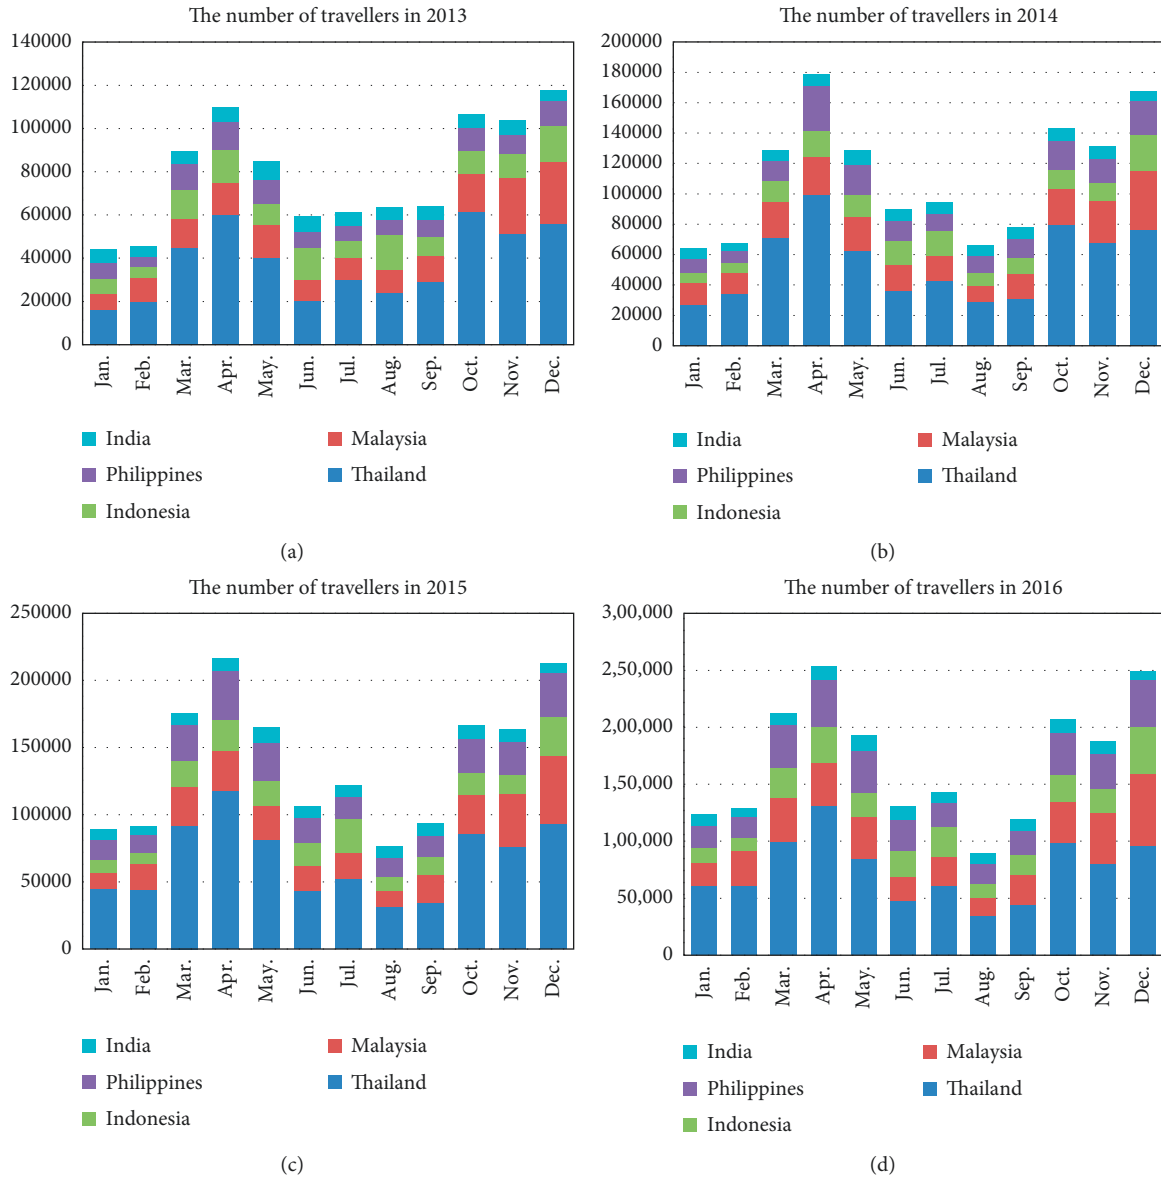 The number of travellers in 2013
140000
120000
100000
80000
60000
40000
20000
0
Jan.
Feb.
Mar.
Apr.
May.
Jun.
Jul.
Aug.
Sep.
Oct.
Nov.
Dec.
India
Malaysia
Philippines
Thailand
Indonesia
(a)
The number of travellers in 2014
200000
180000
160000
140000
120000
100000
80000
60000
40000
20000
0
Jan.
Feb.
Mar.
Apr.
May.
Jun.
Jul.
Aug.
Sep.
Oct.
Nov.
Dec.
India
Malaysia
Philippines
Thailand
Indonesia
(b)
The number of travellers in 2015
250000
200000
150000
100000
50000
0
Jan.
Feb.
Mar.
Apr.
May.
Jun.
Jul.
Aug.
Sep.
Oct.
Nov.
Dec.
India
Malaysia
Philippines
Thailand
Indonesia
(c)
The number of travellers in 2016
3,00,000
2,50,000
2,00,000
1,50,000
1,00,000
50,000
0
Jan.
Feb.
Mar.
Apr.
May.
Jun.
Jul.
Aug.
Sep.
Oct.
Nov.
Dec.
India
Malaysia
Philippines
Thailand
Indonesia
(d)